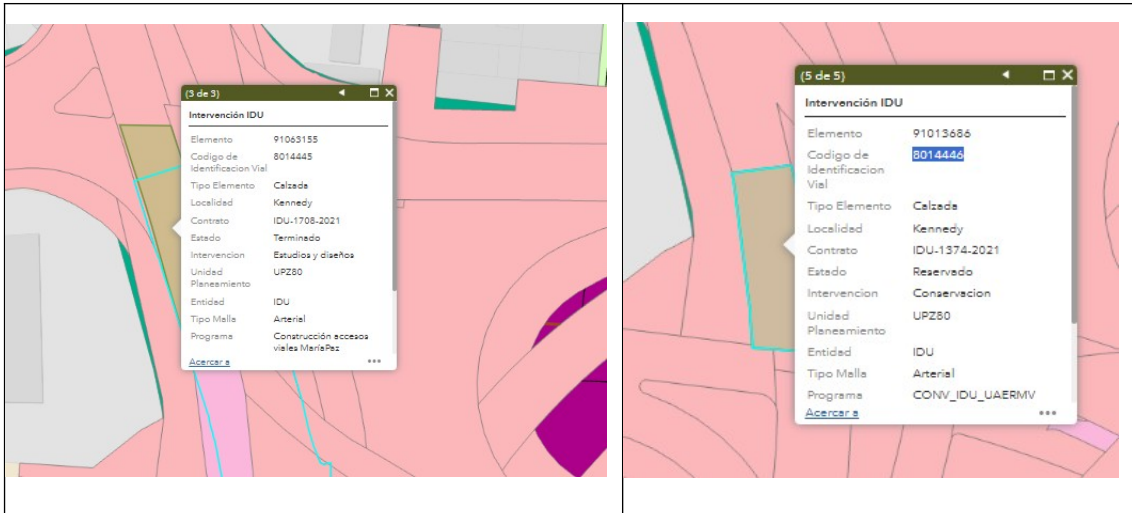 (3 de 3)
Intervención IDU
Elemento 91063155
Codigo de Identificacion Vial 8014445
Tipo Elemento Calzada
Localidad Kennedy
Contrato IDU-1708-2021
Estado Terminado
Intervencion Estudios y diseños
Unidad Planeamiento UPZ80
Entidad IDU
Tipo Malla Arterial
Programa Construcción accesos viales MaríaPaz
Acercar a
(5 de 5)
Intervención IDU
Elemento 91013686
Codigo de Identificacion Vial 8014446
Tipo Elemento Calzada
Localidad Kennedy
Contrato IDU-1374-2021
Estado Reservado
Intervencion Conservacion
Unidad Planeamiento UPZ80
Entidad IDU
Tipo Malla Arterial
Programa CONV_IDU_UAERMV
Acercar a